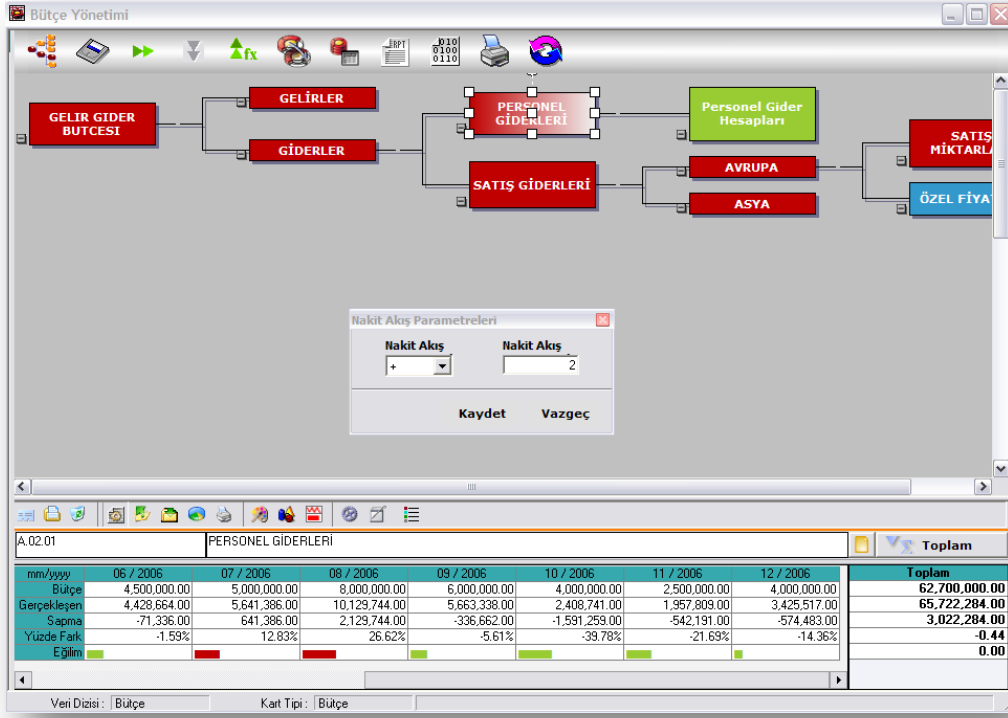 Bütçe Yönetimi
fx
ERPT
010
0100
0110
GELIR GIDER
BUTCESI
GELİRLER
GİDERLER
PERSONEL
GİDERLERİ
SATIŞ GİDERLERİ
Personel Gider
Hesapları
AVRUPA
ASYA
SATIŞ
MİKTARLA
ÖZEL FİYA
Nakit Akış Parametreleri
Nakit Akış Nakit Akış
+ 2
Kaydet Vazgeç
A.02.01 PERSONEL GİDERLERİ Toplam
mm/yyyy 06 / 2006 07 / 2006 08 / 2006 09 / 2006 10 / 2006 11 / 2006 12 / 2006 Toplam
Bütçe 4,500,000.00 5,000,000.00 8,000,000.00 6,000,000.00 4,000,000.00 2,500,000.00 4,000,000.00 62,700,000.00
Gerçekleşen 4,428,664.00 5,641,386.00 10,129,744.00 5,663,338.00 2,408,741.00 1,957,809.00 3,425,517.00 65,722,284.00
Sapma -71,336.00 641,386.00 2,129,744.00 -336,662.00 -1,591,259.00 -542,191.00 -574,483.00 3,022,284.00
Yüzde Fark -1.59% 12.83% 26.62% -5.61% -39.78% -21.69% -14.36% -0.44
Eğilim 0.00
Veri Dizisi : Bütçe Kart Tipi : Bütçe